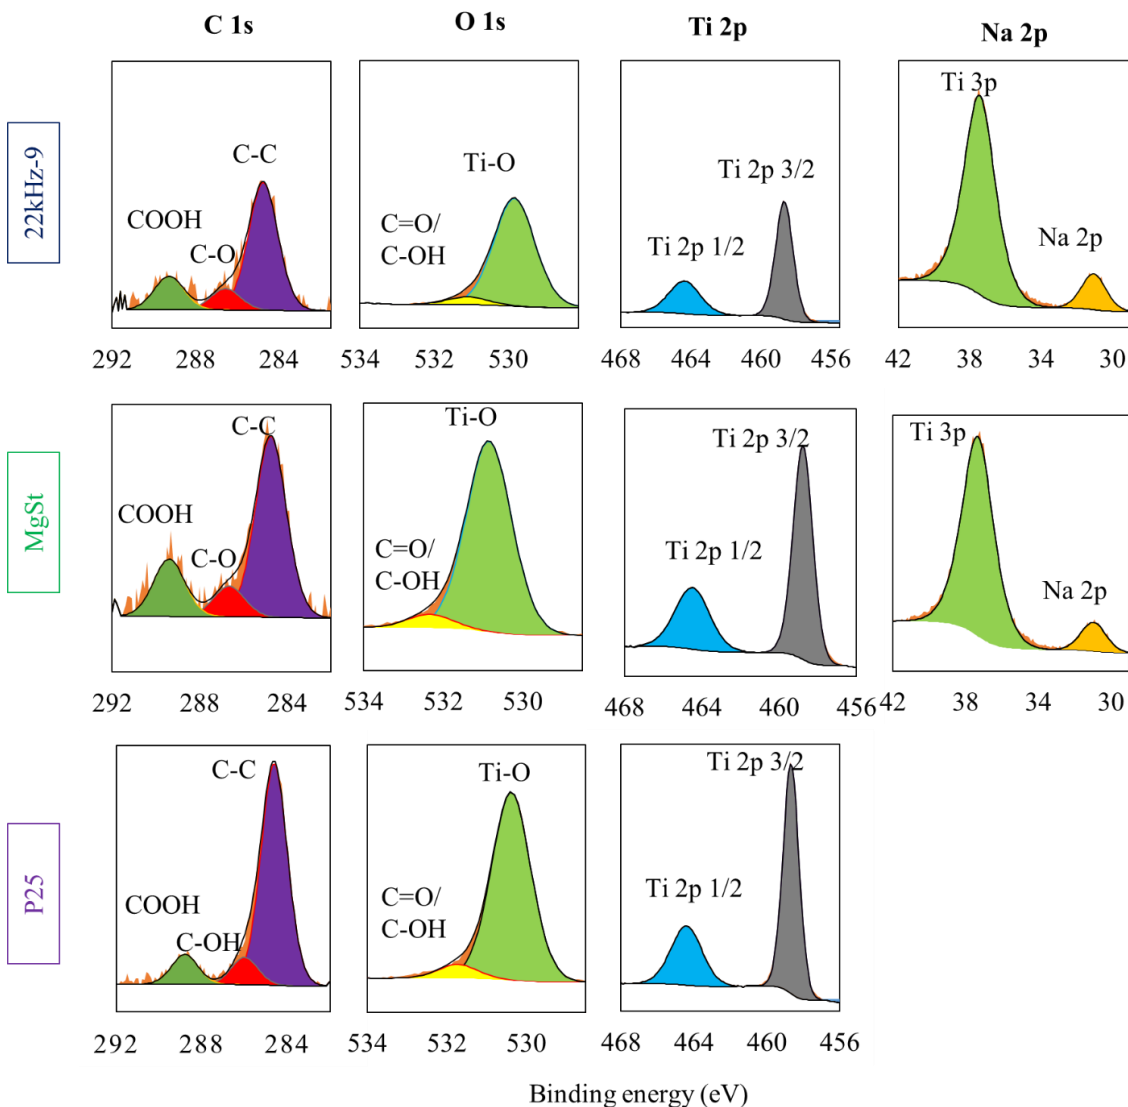 C 1s
O 1s
Ti 2p
Na 2p
22kHz-9
COOH
C-O
C-C
292
288
284
C=O/
C-OH
Ti-O
534
532
530
Ti 2p 1/2
Ti 2p 3/2
468
464
460
456
Ti 3p
Na 2p
42
38
34
30
MgSt
COOH
C-O
C-C
292
288
284
C=O/
C-OH
Ti-O
534
532
530
Ti 2p 1/2
Ti 2p 3/2
468
464
460
456
Ti 3p
Na 2p
42
38
34
30
P25
COOH
C-OH
C-C
292
288
284
C=O/
C-OH
Ti-O
534
532
530
Ti 2p 1/2
Ti 2p 3/2
468
464
460
456
Binding energy (eV)